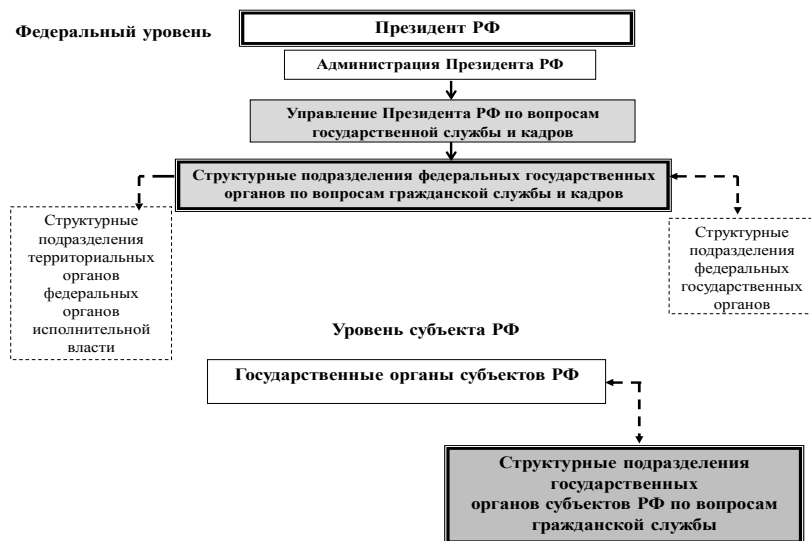 Федеральный уровень
Президент РФ
Администрация Президента РФ
Управление Президента РФ по вопросам
государственной службы и кадров
Структурные подразделения федеральных государственных
органов по вопросам гражданской службы и кадров
Структурные
подразделения
территориальных
органов
федеральных
органов
исполнительной
власти
Структурные
подразделения
федеральных
государственных
органов
Уровень субъекта РФ
Государственные органы субъектов РФ
Структурные подразделения
государственных
органов субъектов РФ по вопросам
гражданской службы